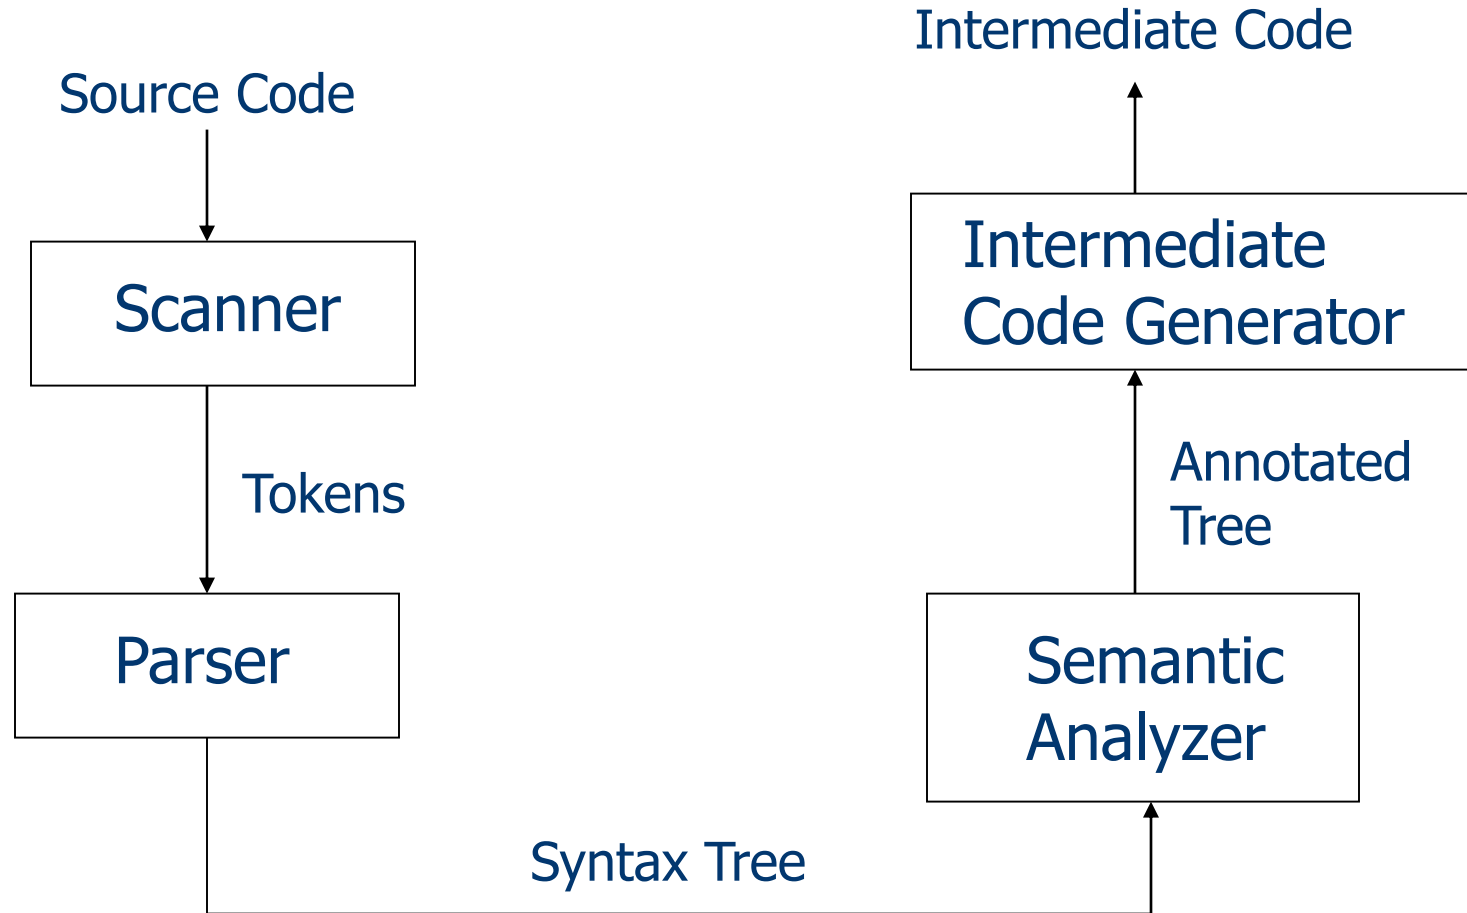 Source Code
Scanner
Tokens
Parser
Syntax Tree
Semantic
Analyzer
Annotated
Tree
Intermediate
Code Generator
Intermediate Code